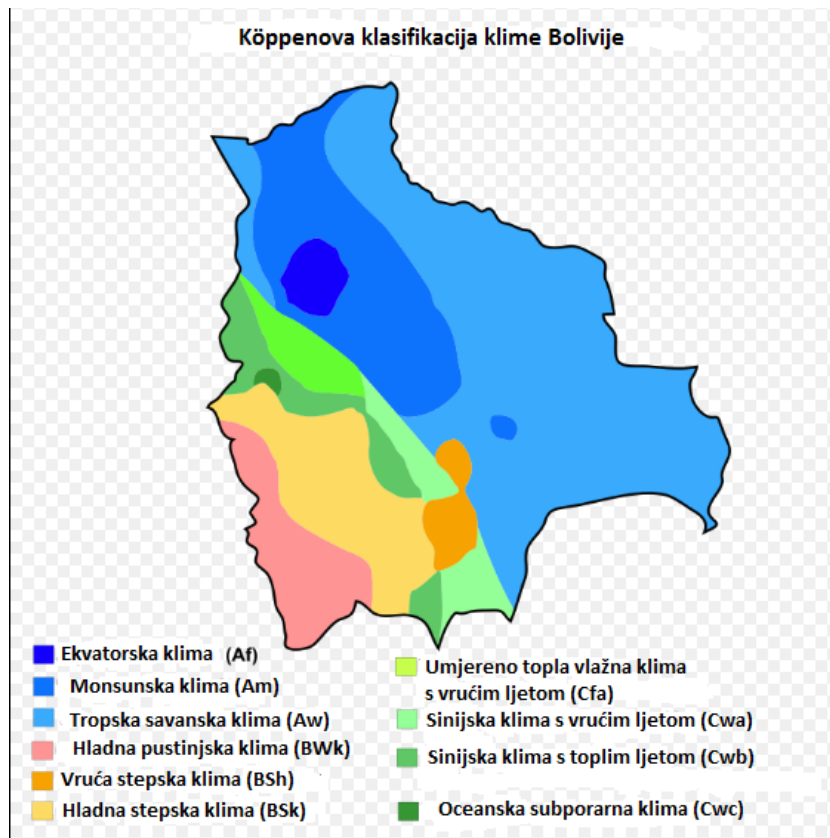 Köppenova klasifikacija klime Bolivije
Ekvatorska klima (Af)
Monsunska klima (Am)
Tropska savanska klima (Aw)
Hladna pustinjska klima (BWk)
Vruća stepska klima (BSh)
Hladna stepska klima (BSk)
Umjereno topla vlažna klima
s vrućim ljetom (Cfa)
Sinijska klima s vrućim ljetom (Cwa)
Sinijska klima s toplim ljetom (Cwb)
Oceanska subporarna klima (Cwc)